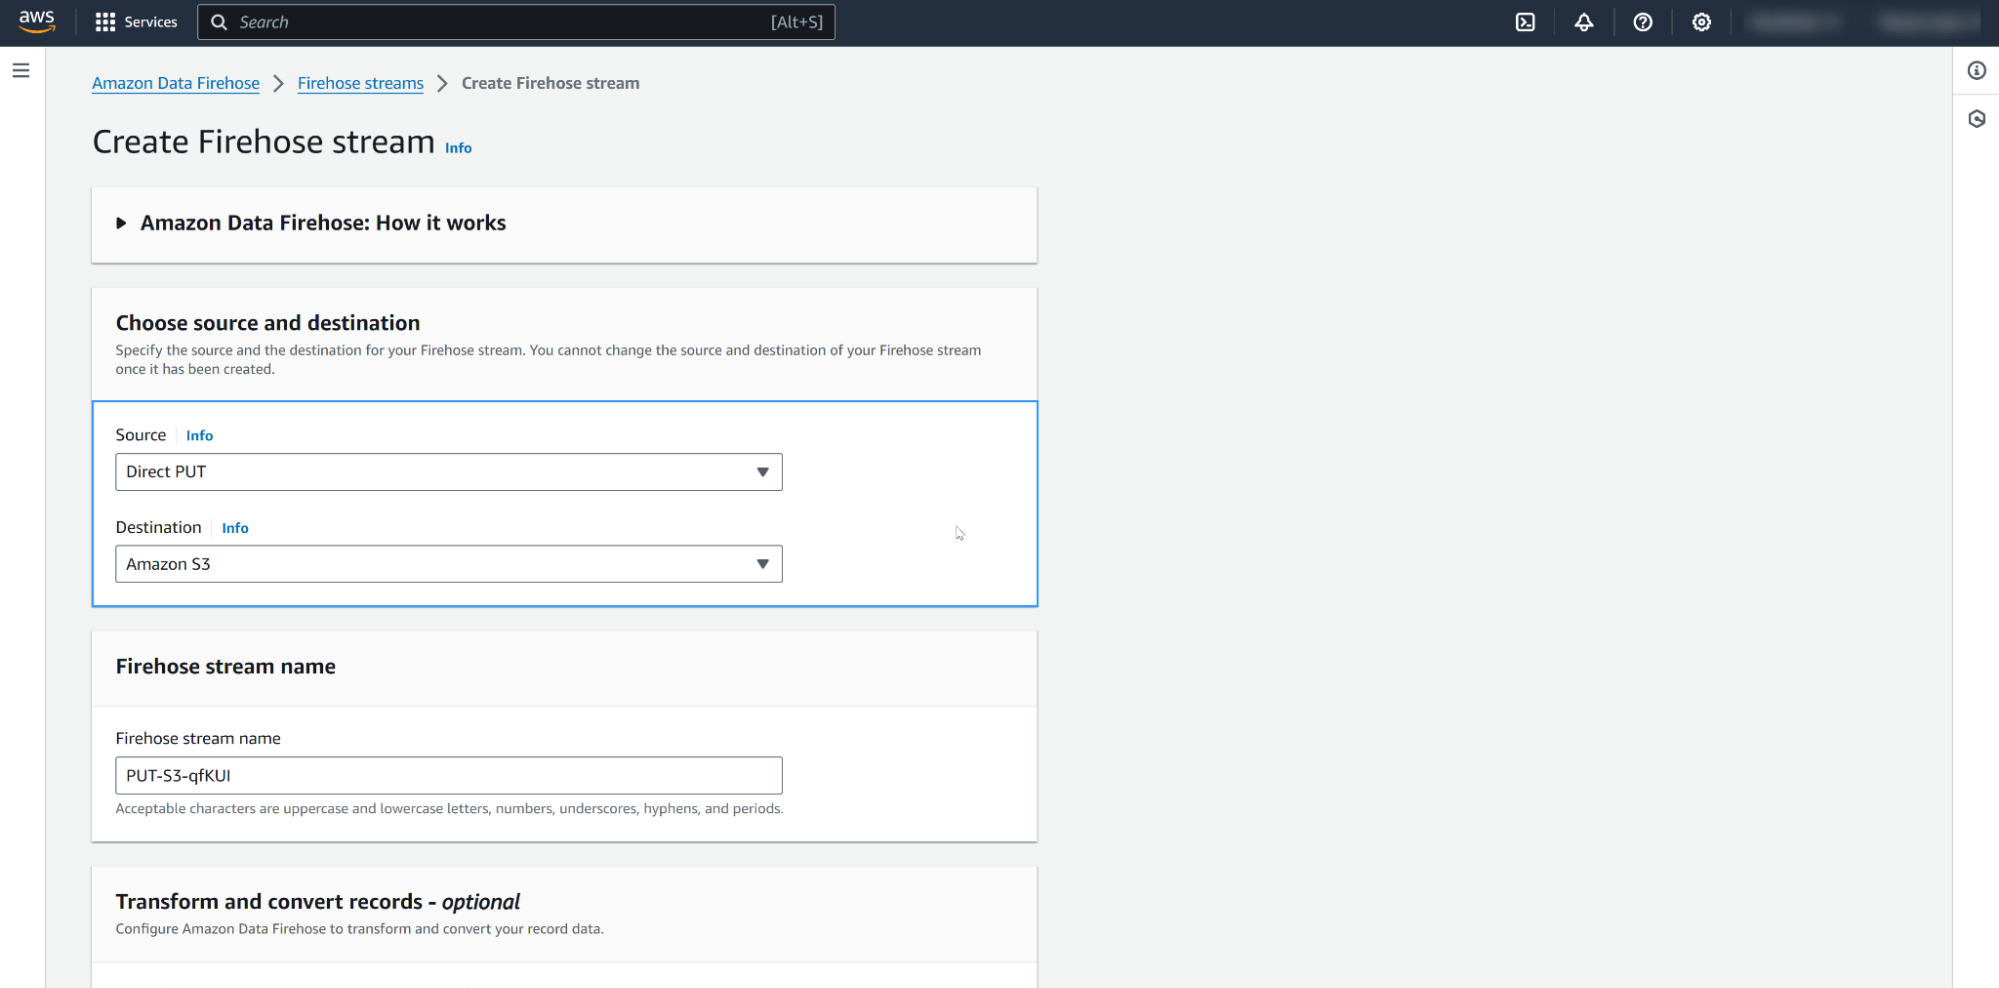 aws
Services
Search [Alt+S]
Amazon Data Firehose > Firehose streams > Create Firehose stream
Create Firehose stream Info
Amazon Data Firehose: How it works
Choose source and destination
Specify the source and the destination for your Firehose stream. You cannot change the source and destination of your Firehose stream
once it has been created.
Source Info
Direct PUT
Destination Info
Amazon S3
Firehose stream name
Firehose stream name
PUT-S3-qfKUI
Acceptable characters are uppercase and lowercase letters, numbers, underscores, hyphens, and periods.
Transform and convert records - optional
Configure Amazon Data Firehose to transform and convert your record data.